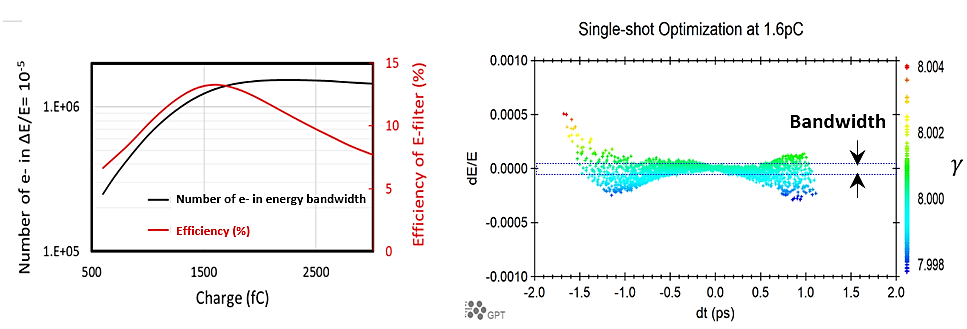 Number of e- in ΔE/E= 10-5
1.E+06
1.E+05
500
1500
2500
Charge (fC)
15
10
5
0
Efficiency of E-filter (%)
Number of e- in energy bandwidth
Efficiency (%)
Single-shot Optimization at 1.6pC
dE/E
0.0010
0.0005
0.0000
-0.0005
-0.0010
-2.0
-1.5
-1.0
-0.5
0.0
0.5
1.0
1.5
2.0
dt (ps)
Bandwidth
8.004
8.002
8.000
7.998
γ
GPT